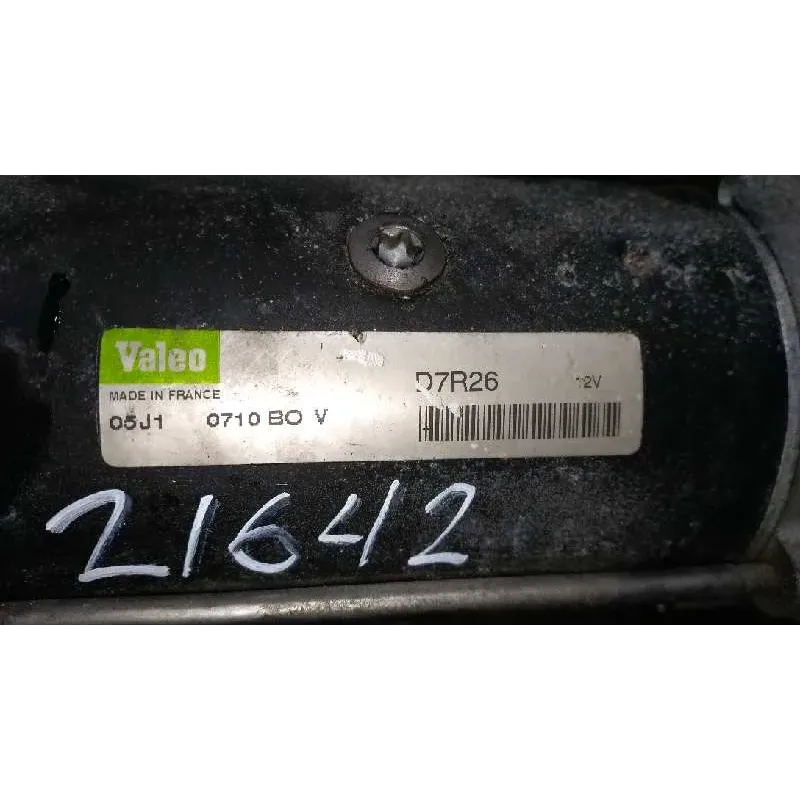 Valeo
D7R26 12V
MADE IN FRANCE
05J1 0710 BO V
21642